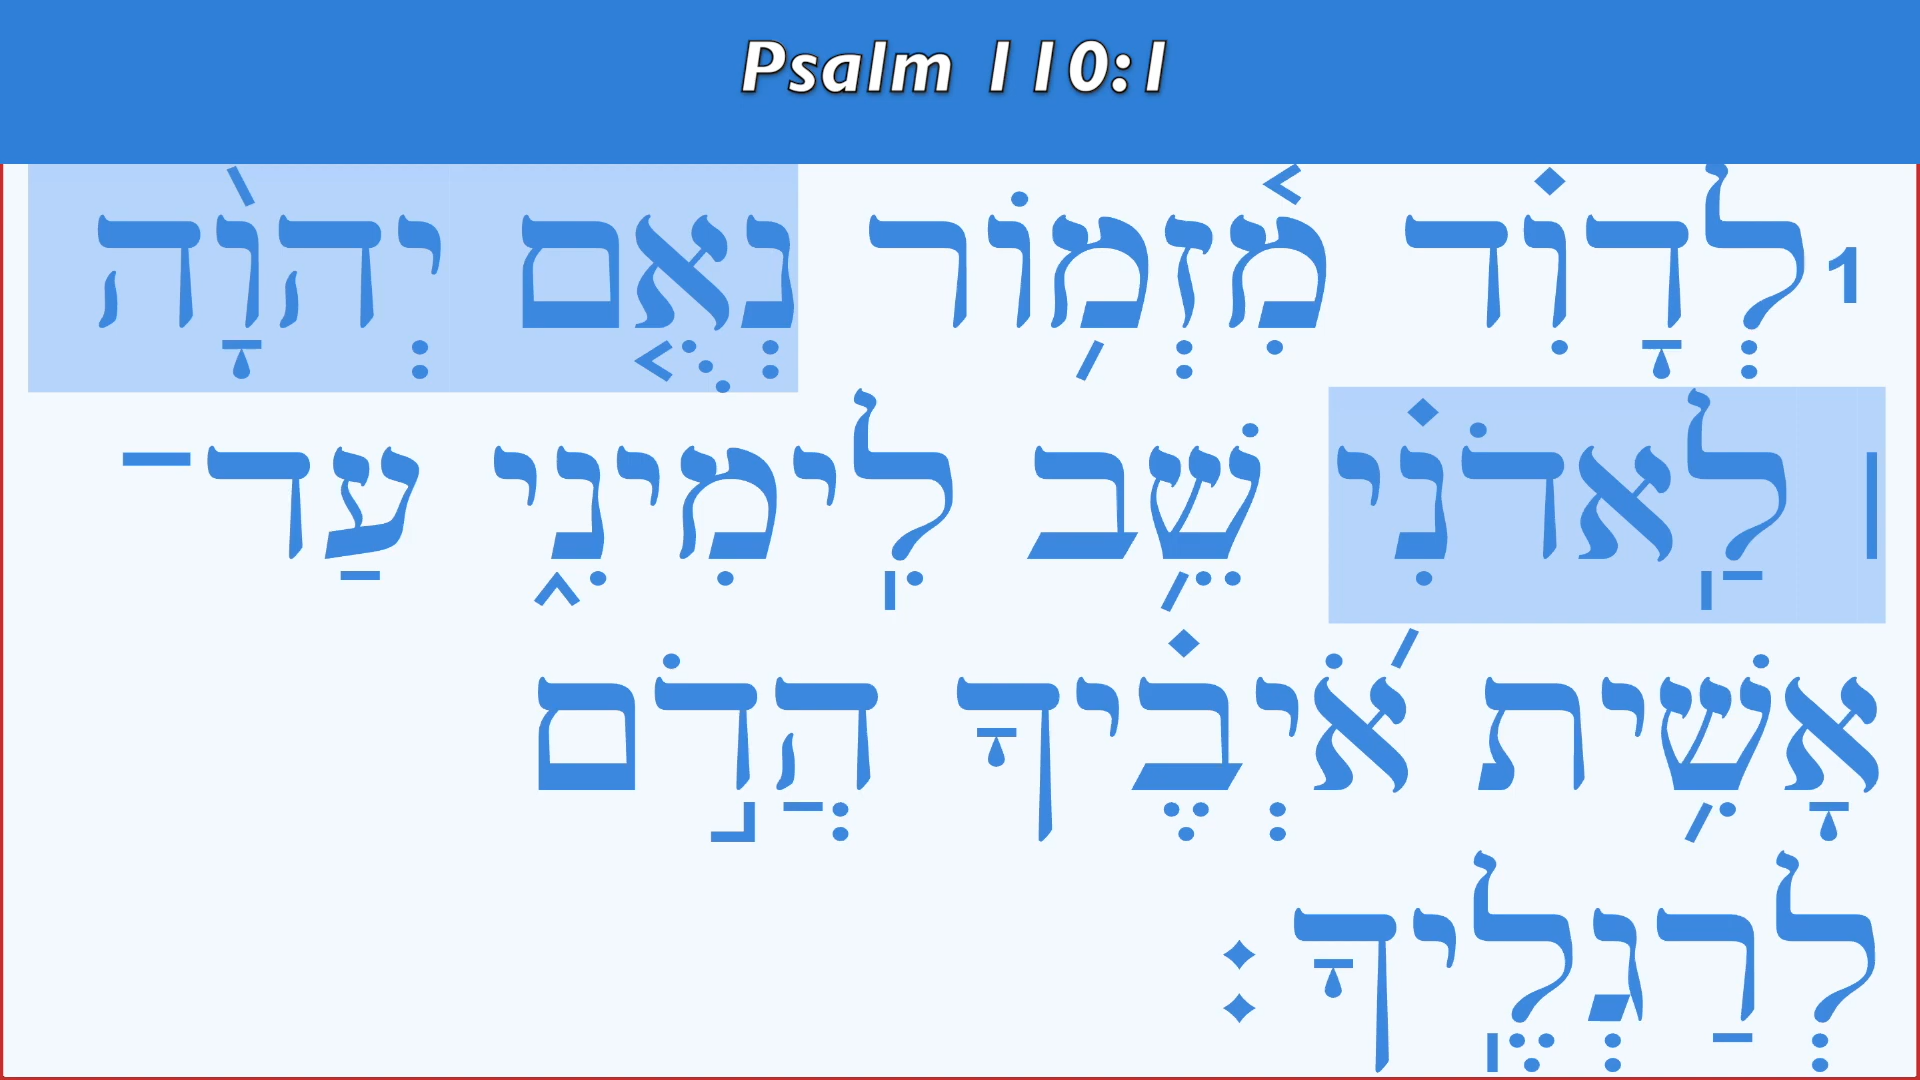 Psalm 110:1
1 לְדָוִ֗ד מִ֫זְמ֥וֹר נְאֻ֤ם יְהוָ֨ה
׀ לַֽאדֹנִ֗י שֵׁ֥ב לִֽימִינִ֑י עַד־
אָשִׁ֥ית אֹ֝יְבֶ֗יךָ הֲדֹ֣ם
לְרַגְלֶֽיךָ׃